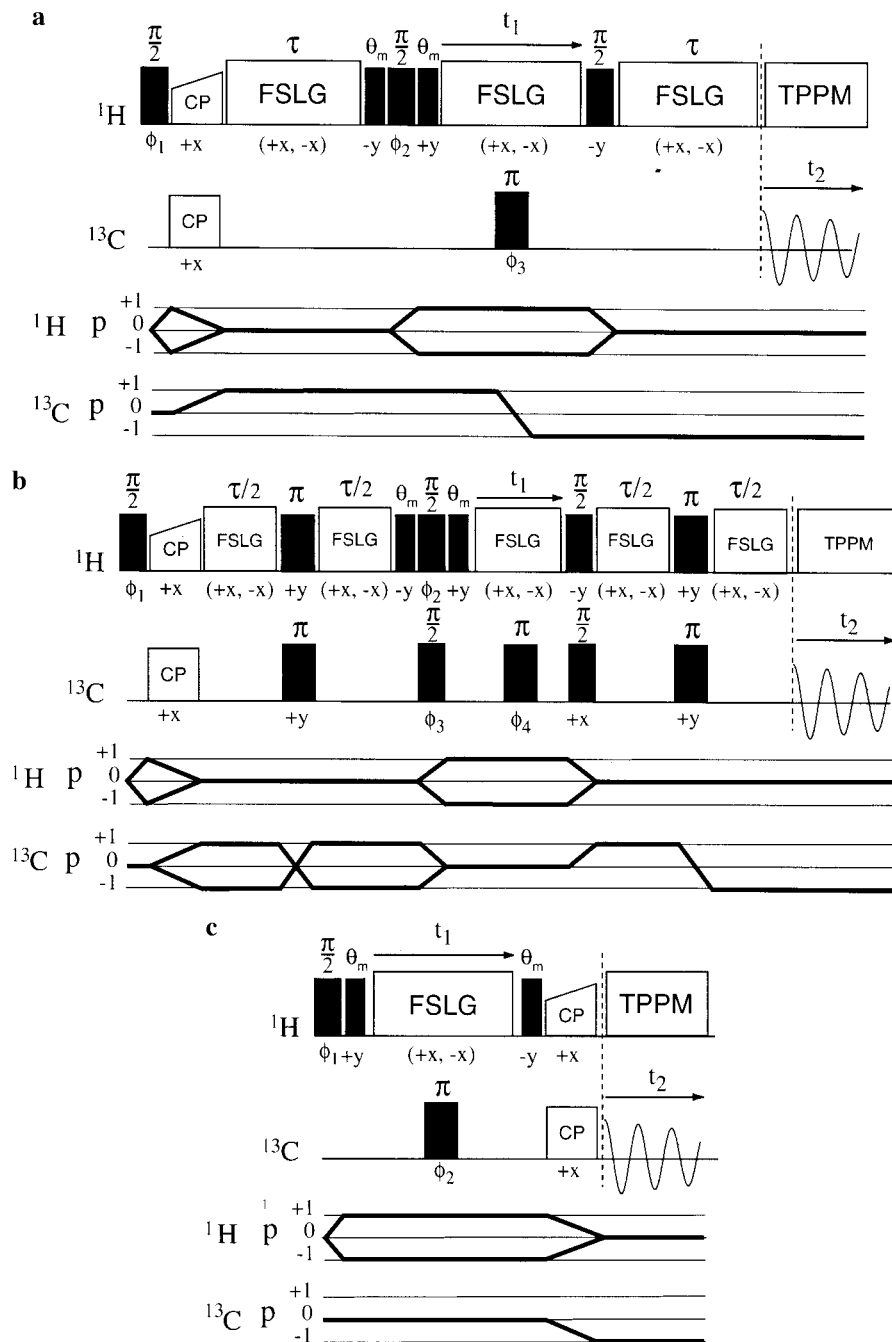 a
π/2 τ θm π/2 θm t1 π/2 τ
1H CP FSLG FSLG FSLG TPPM
ϕ1 +x (+x, -x) -y ϕ2 +y (+x, -x) -y (+x, -x)
π t2
13C CP
+x ϕ3
1H p +1 0 -1
13C p +1 0 -1
b
π/2 τ/2 π τ/2 θm π/2 θm t1 π/2 τ/2 π τ/2
1H CP FSLG FSLG FSLG FSLG FSLG TPPM
ϕ1 +x (+x, -x) +y (+x, -x) -y ϕ2 +y (+x, -x) -y (+x, -x) +y (+x, -x)
π π/2 π π/2 π t2
13C CP
+x +y ϕ3 ϕ4 +x +y
1H p +1 0 -1
13C p +1 0 -1
c
π/2 θm t1 θm
1H FSLG CP TPPM
ϕ1 +y (+x, -x) -y +x
π t2
13C CP
ϕ2 +x
1H p +1 0 -1
13C p +1 0 -1